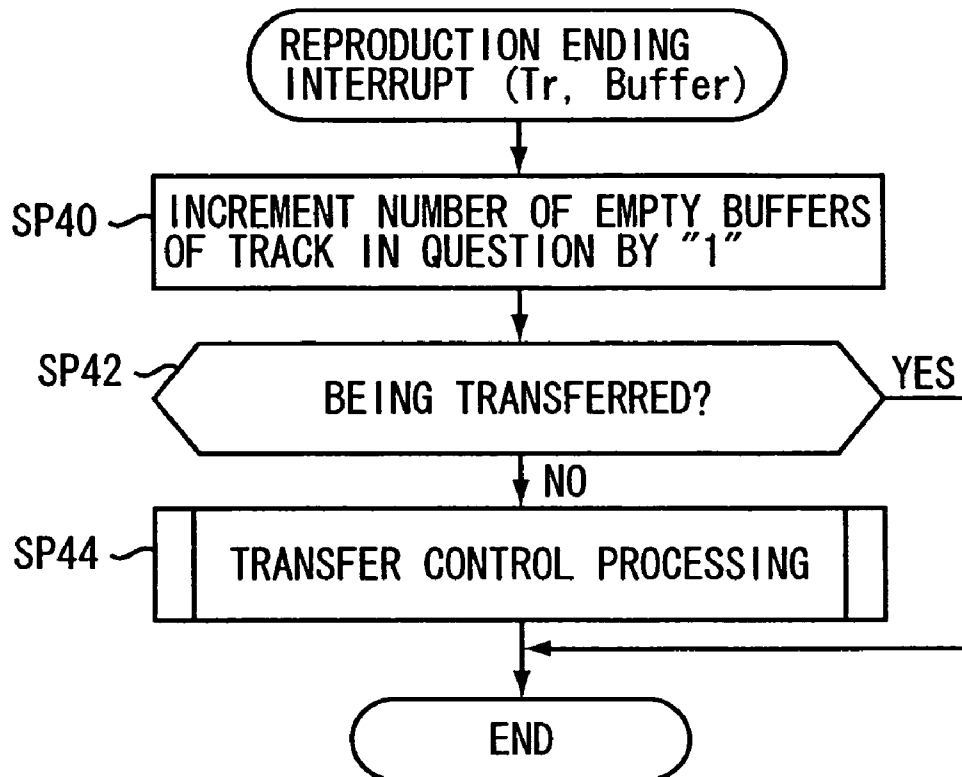 REPRODUCTION ENDING
INTERRUPT (Tr, Buffer)
SP40
INCREMENT NUMBER OF EMPTY BUFFERS
OF TRACK IN QUESTION BY "1"
SP42
BEING TRANSFERRED?
YES
NO
SP44
TRANSFER CONTROL PROCESSING
END